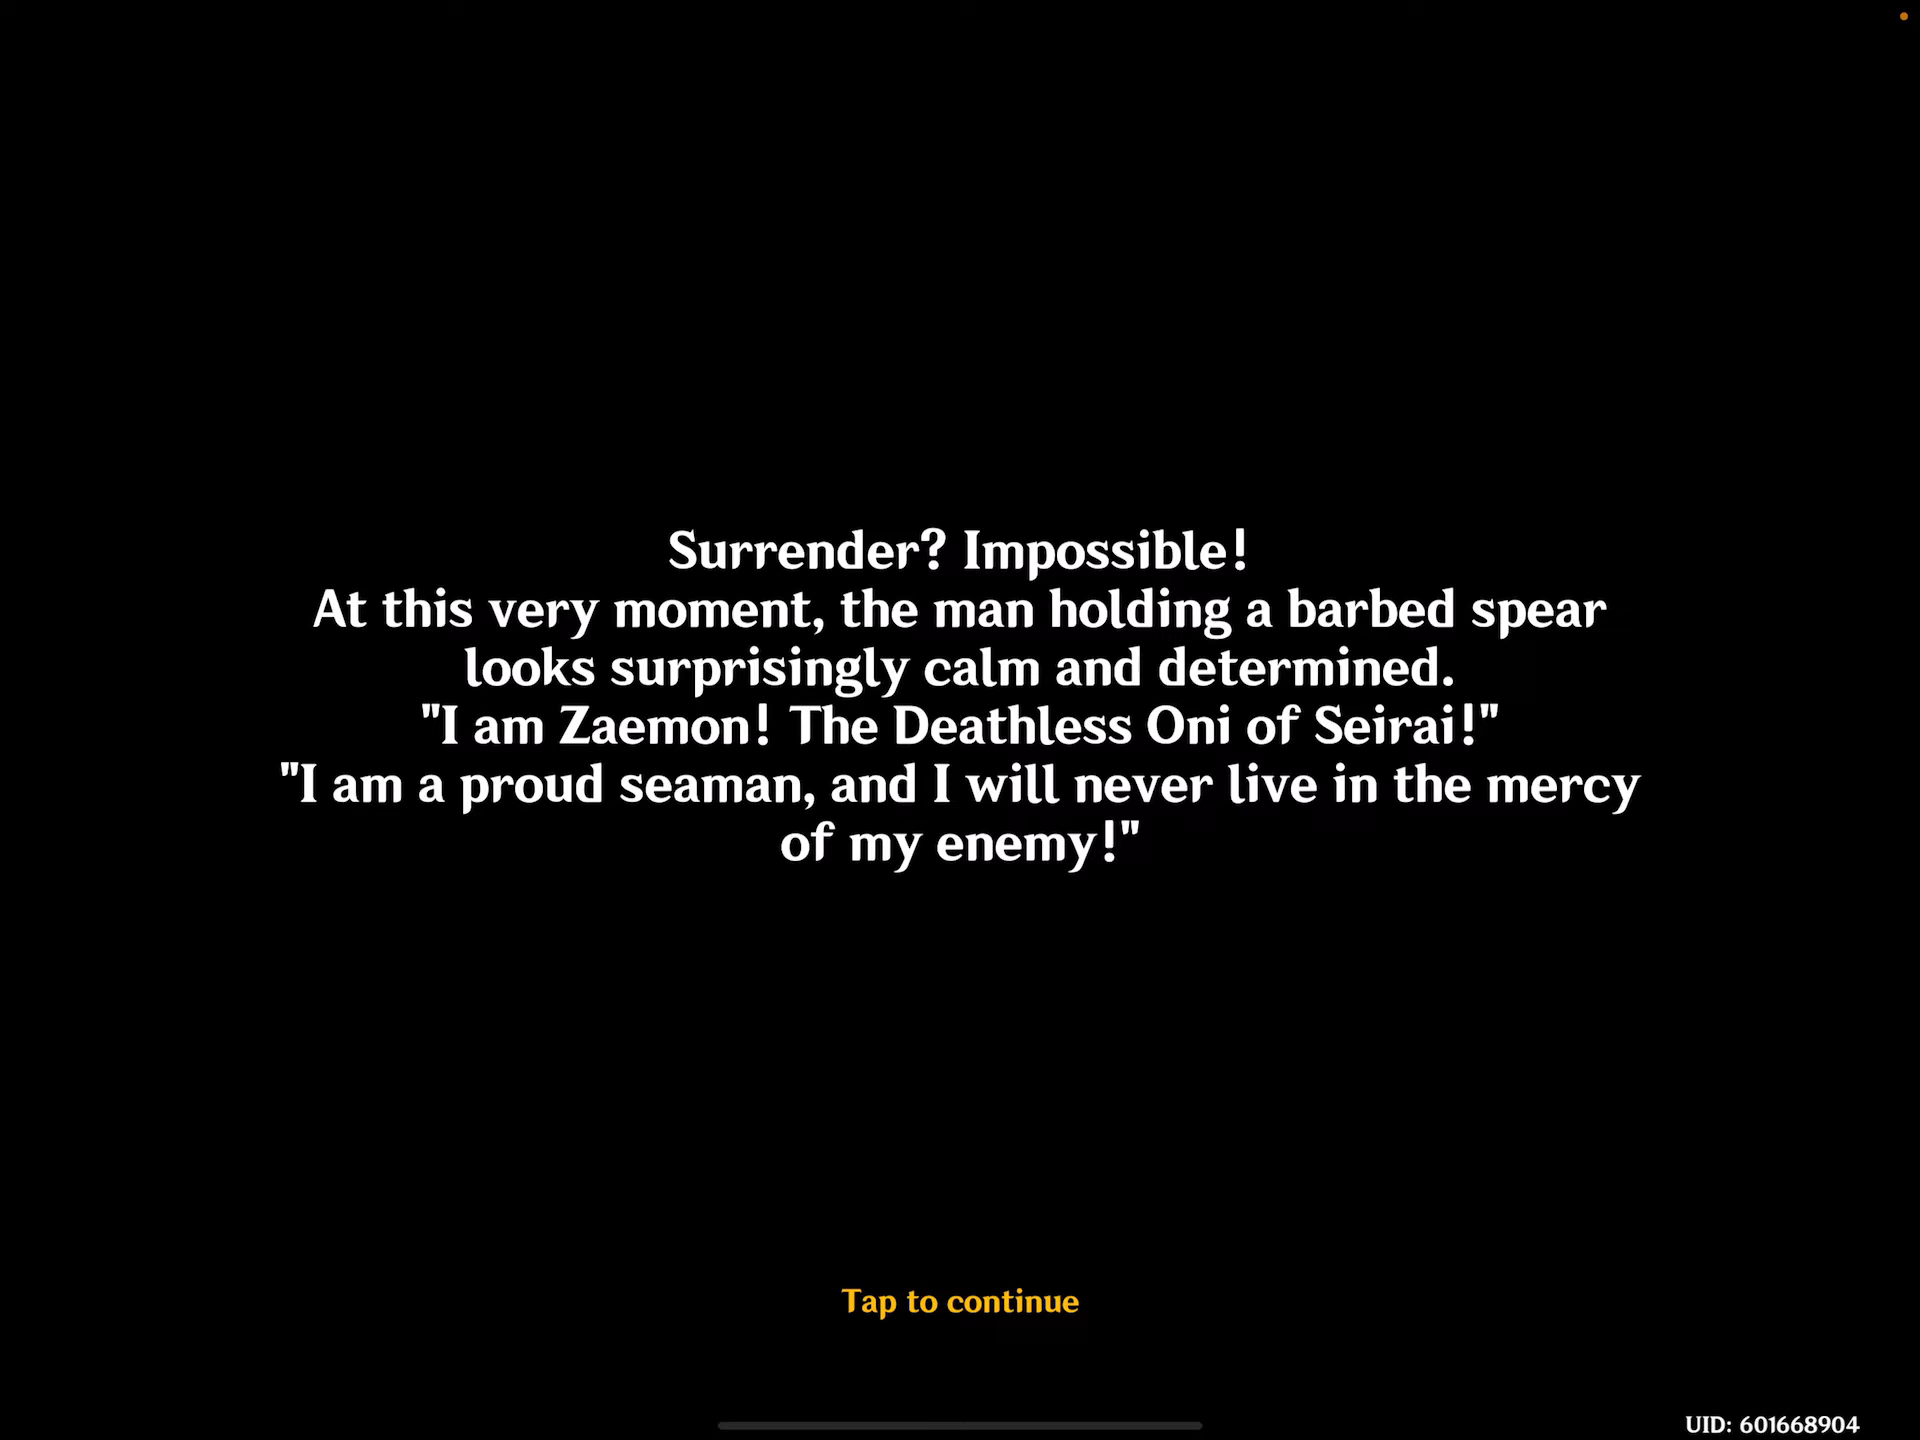 Surrender? Impossible!
At this very moment, the man holding a barbed spear
looks surprisingly calm and determined.
"I am Zaemon! The Deathless Oni of Seirai!"
"I am a proud seaman, and I will never live in the mercy
of my enemy!"
Tap to continue
UID: 601668904